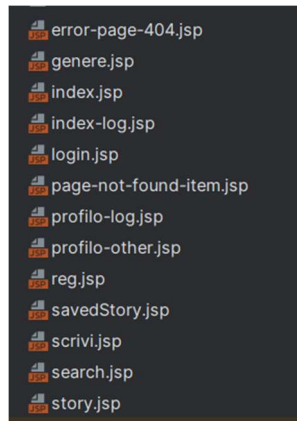 error-page-404.jsp
genere.jsp
index.jsp
index-log.jsp
login.jsp
page-not-found-item.jsp
profilo-log.jsp
profilo-other.jsp
reg.jsp
savedStory.jsp
scrivi.jsp
search.jsp
story.jsp